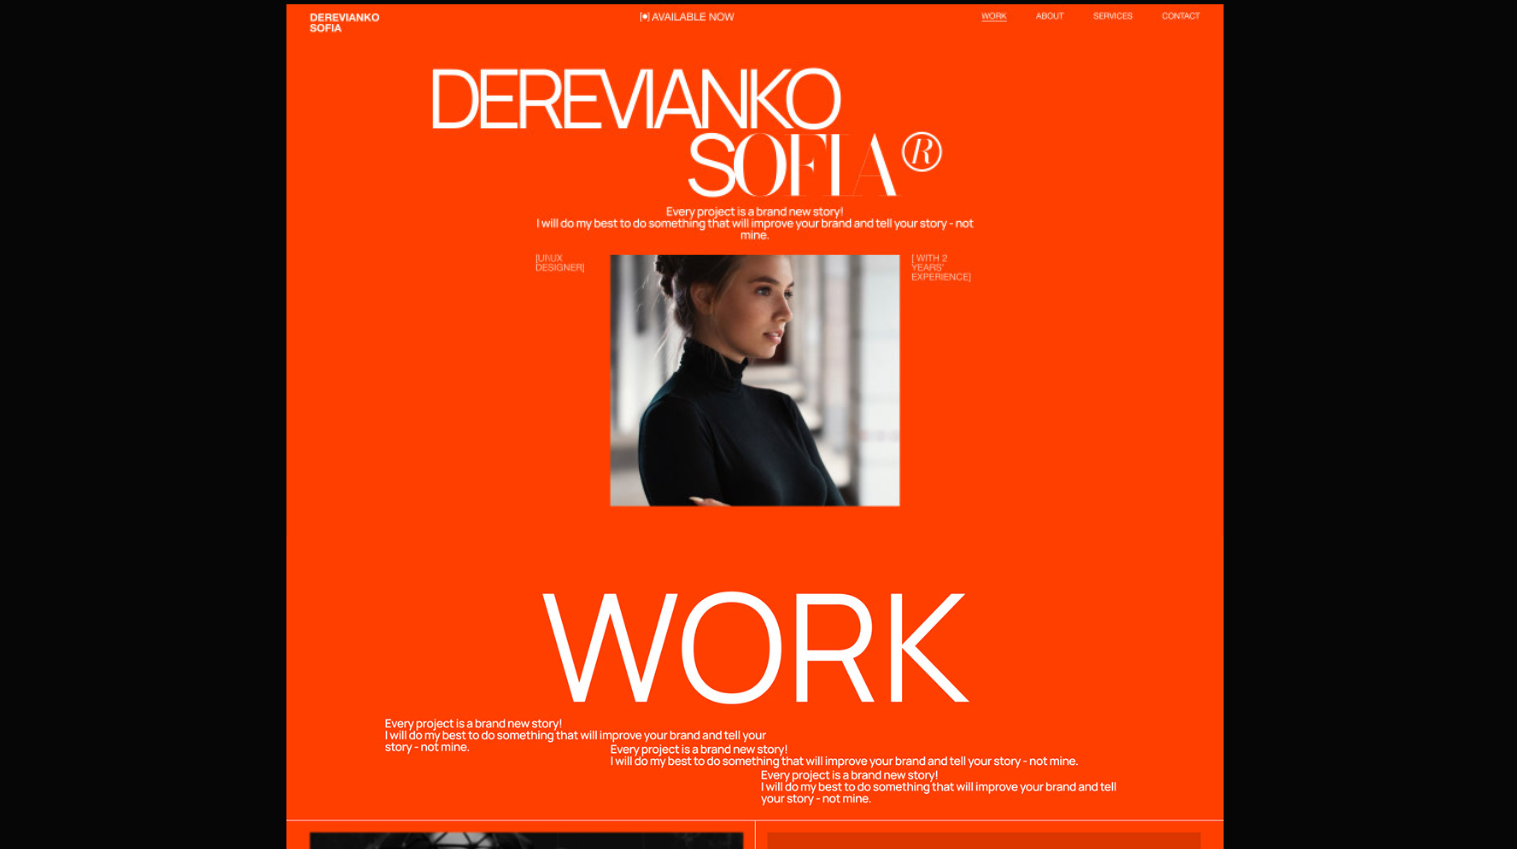 DEREVIANKO
SOFIA
[●] AVAILABLE NOW
WORK
ABOUT
SERVICES
CONTACT
DEREVIANKO
SOFIA®
Every project is a brand new story!
I will do my best to do something that will improve your brand and tell your story - not
mine.
[UI\UX
DESIGNER]
[ WITH 2
YEARS'
EXPERIENCE]
WORK
Every project is a brand new story!
I will do my best to do something that will improve your brand and tell your
story - not mine.
Every project is a brand new story!
I will do my best to do something that will improve your brand and tell your story - not mine.
Every project is a brand new story!
I will do my best to do something that will improve your brand and tell
your story - not mine.